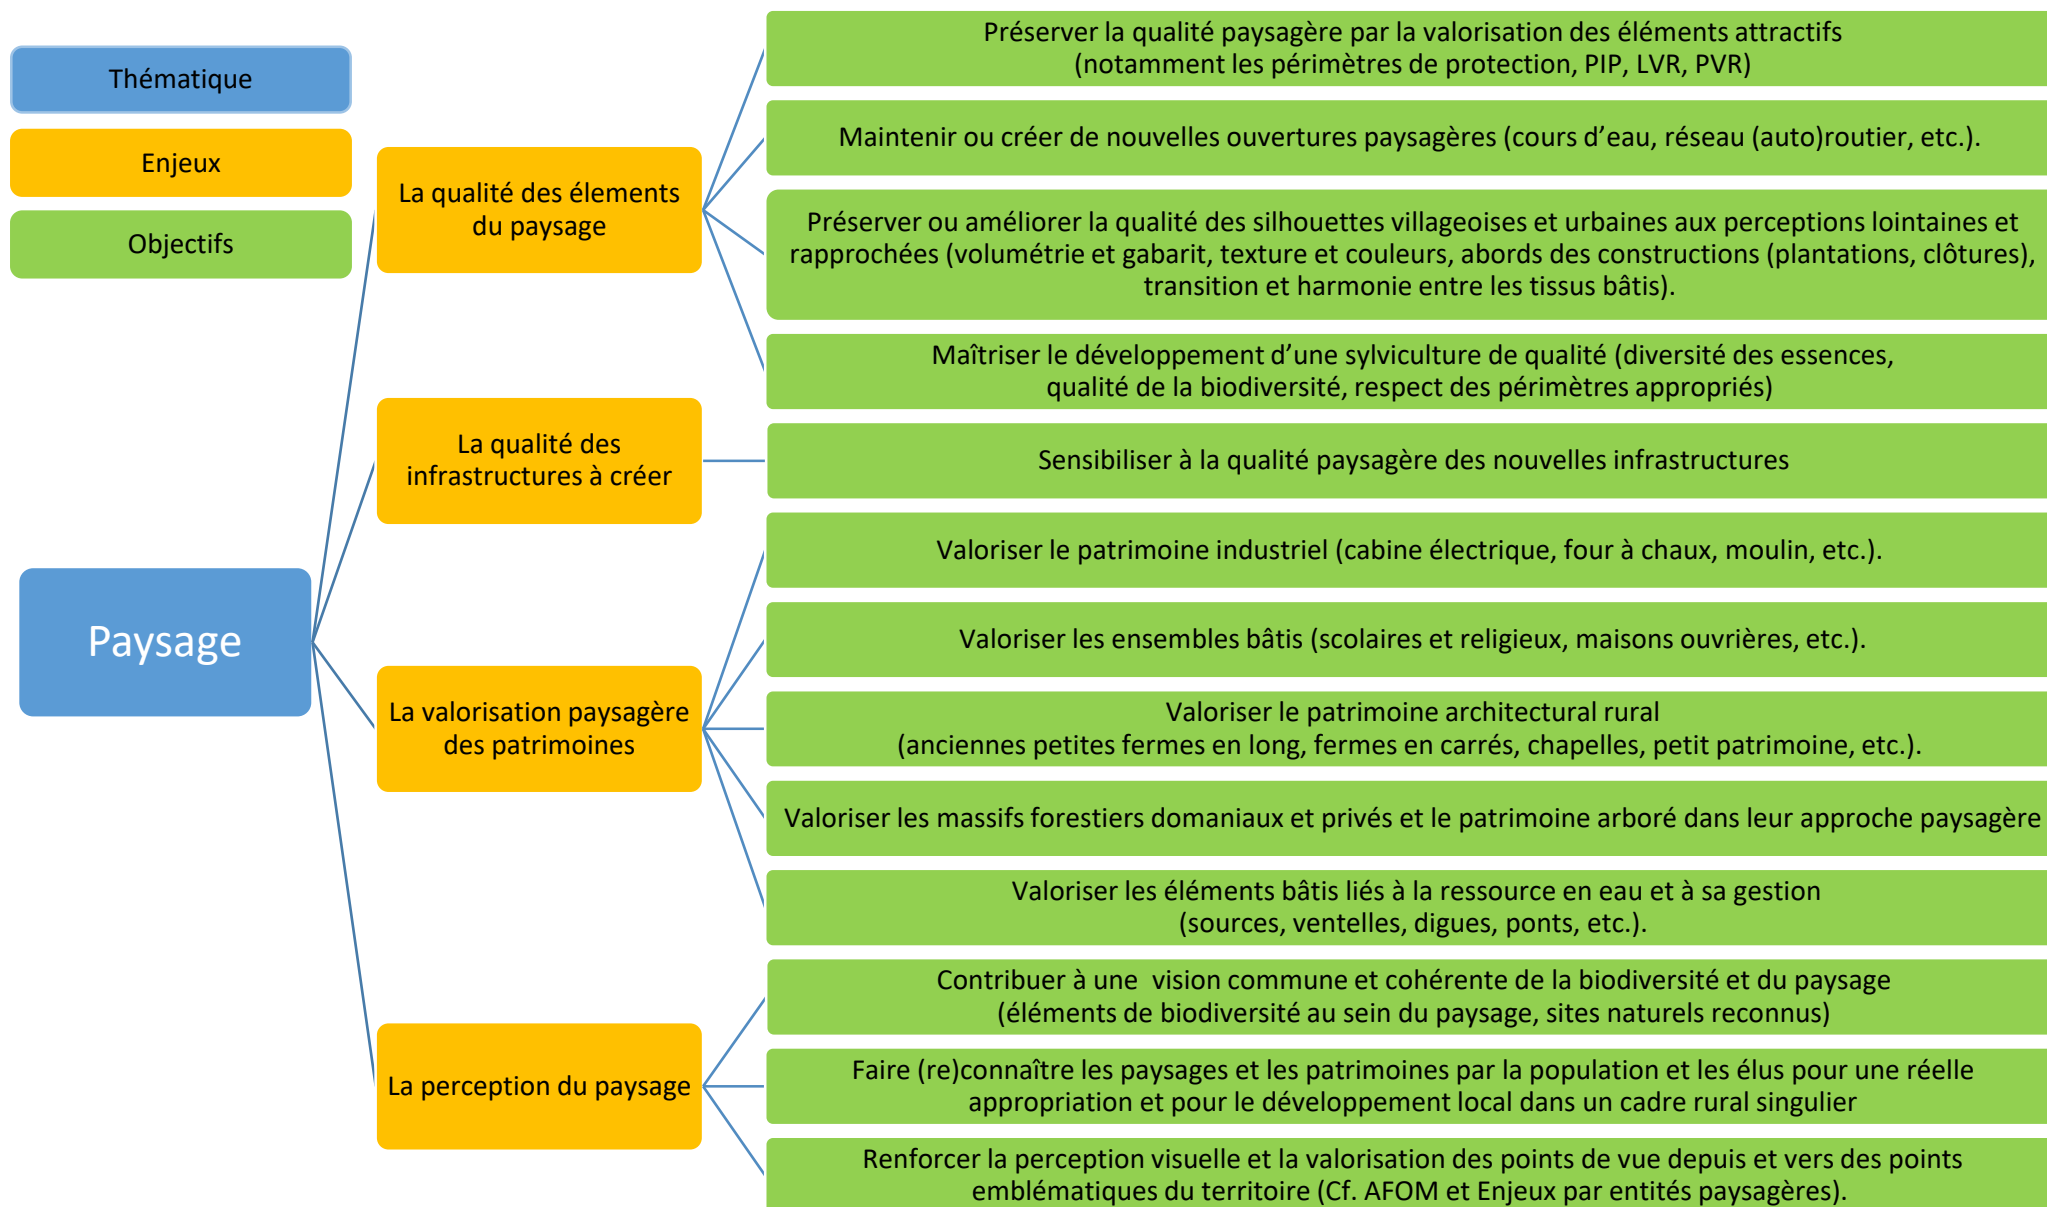 Thématique
Enjeux
Objectifs
Paysage
La qualité des élements
du paysage
Préserver la qualité paysagère par la valorisation des éléments attractifs
(notamment les périmètres de protection, PIP, LVR, PVR)
Maintenir ou créer de nouvelles ouvertures paysagères (cours d’eau, réseau (auto)routier, etc.).
Préserver ou améliorer la qualité des silhouettes villageoises et urbaines aux perceptions lointaines et
rapprochées (volumétrie et gabarit, texture et couleurs, abords des constructions (plantations, clôtures),
transition et harmonie entre les tissus bâtis).
Maîtriser le développement d’une sylviculture de qualité (diversité des essences,
qualité de la biodiversité, respect des périmètres appropriés)
La qualité des
infrastructures à créer
Sensibiliser à la qualité paysagère des nouvelles infrastructures
La valorisation paysagère
des patrimoines
Valoriser le patrimoine industriel (cabine électrique, four à chaux, moulin, etc.).
Valoriser les ensembles bâtis (scolaires et religieux, maisons ouvrières, etc.).
Valoriser le patrimoine architectural rural
(anciennes petites fermes en long, fermes en carrés, chapelles, petit patrimoine, etc.).
Valoriser les massifs forestiers domaniaux et privés et le patrimoine arboré dans leur approche paysagère
Valoriser les éléments bâtis liés à la ressource en eau et à sa gestion
(sources, ventelles, digues, ponts, etc.).
La perception du paysage
Contribuer à une  vision commune et cohérente de la biodiversité et du paysage
(éléments de biodiversité au sein du paysage, sites naturels reconnus)
Faire (re)connaître les paysages et les patrimoines par la population et les élus pour une réelle
appropriation et pour le développement local dans un cadre rural singulier
Renforcer la perception visuelle et la valorisation des points de vue depuis et vers des points
emblématiques du territoire (Cf. AFOM et Enjeux par entités paysagères).